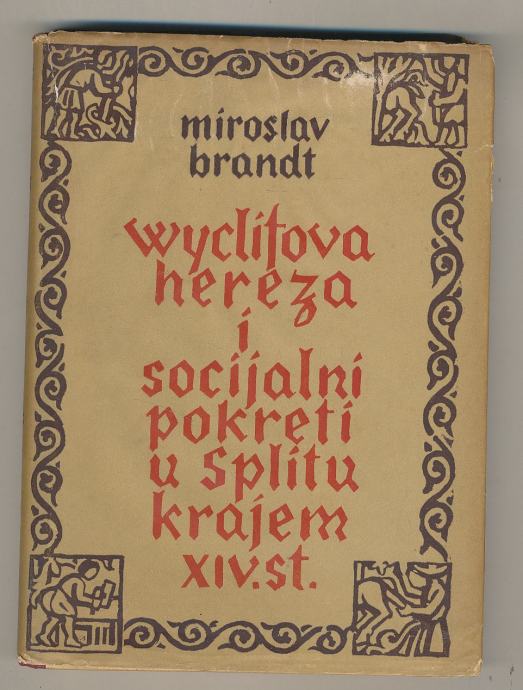 miroslav
brandt
wyclifova
hereza
i
socijalni
pokreti
u Splitu
krajem
XIV. st.